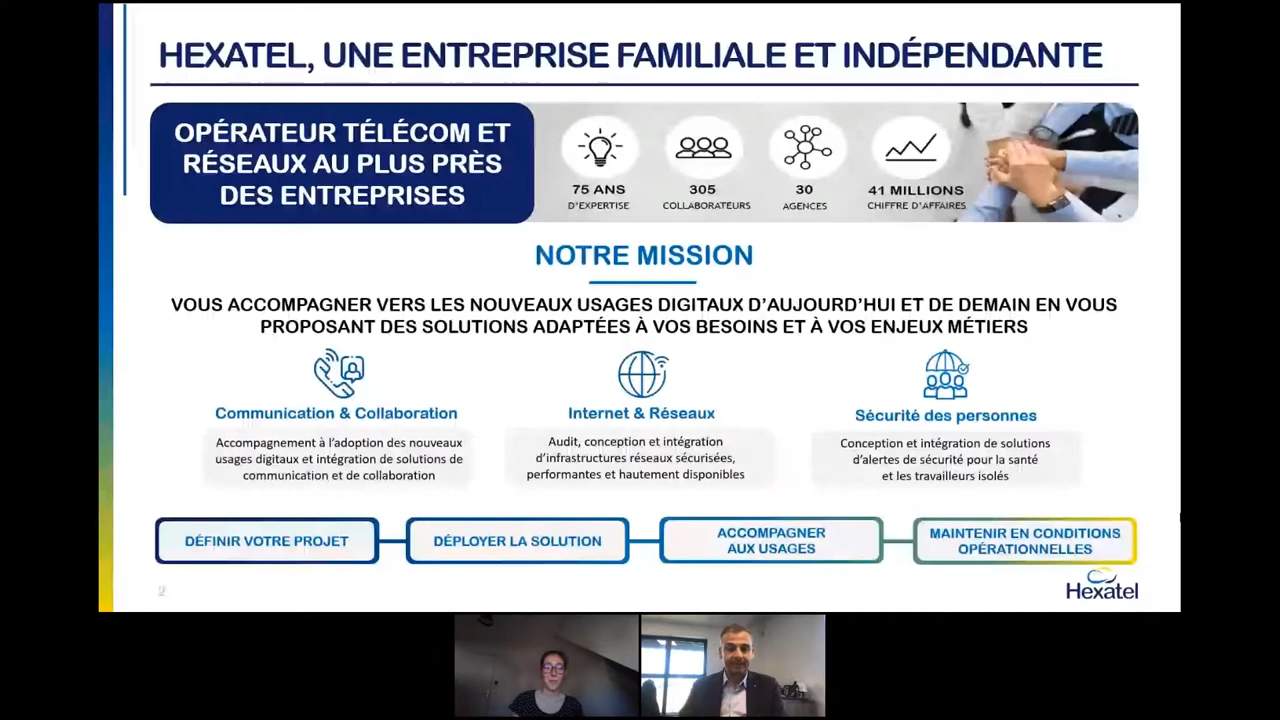 HEXATEL, UNE ENTREPRISE FAMILIALE ET INDÉPENDANTE
OPÉRATEUR TÉLÉCOM ET
RÉSEAUX AU PLUS PRÈS
DES ENTREPRISES
75 ANS
D'EXPERTISE
305
COLLABORATEURS
30
AGENCES
41 MILLIONS
CHIFFRE D'AFFAIRES
NOTRE MISSION
VOUS ACCOMPAGNER VERS LES NOUVEAUX USAGES DIGITAUX D'AUJOURD'HUI ET DE DEMAIN EN VOUS
PROPOSANT DES SOLUTIONS ADAPTÉES À VOS BESOINS ET À VOS ENJEUX MÉTIERS
Communication & Collaboration
Accompagnement à l'adoption des nouveaux
usages digitaux et intégration de solutions de
communication et de collaboration
Internet & Réseaux
Audit, conception et intégration
d'infrastructures réseaux sécurisées,
performantes et hautement disponibles
Sécurité des personnes
Conception et intégration de solutions
d'alertes de sécurité pour la santé
et les travailleurs isolés
DÉFINIR VOTRE PROJET
DÉPLOYER LA SOLUTION
ACCOMPAGNER
AUX USAGES
MAINTENIR EN CONDITIONS
OPÉRATIONNELLES
2
Hexatel